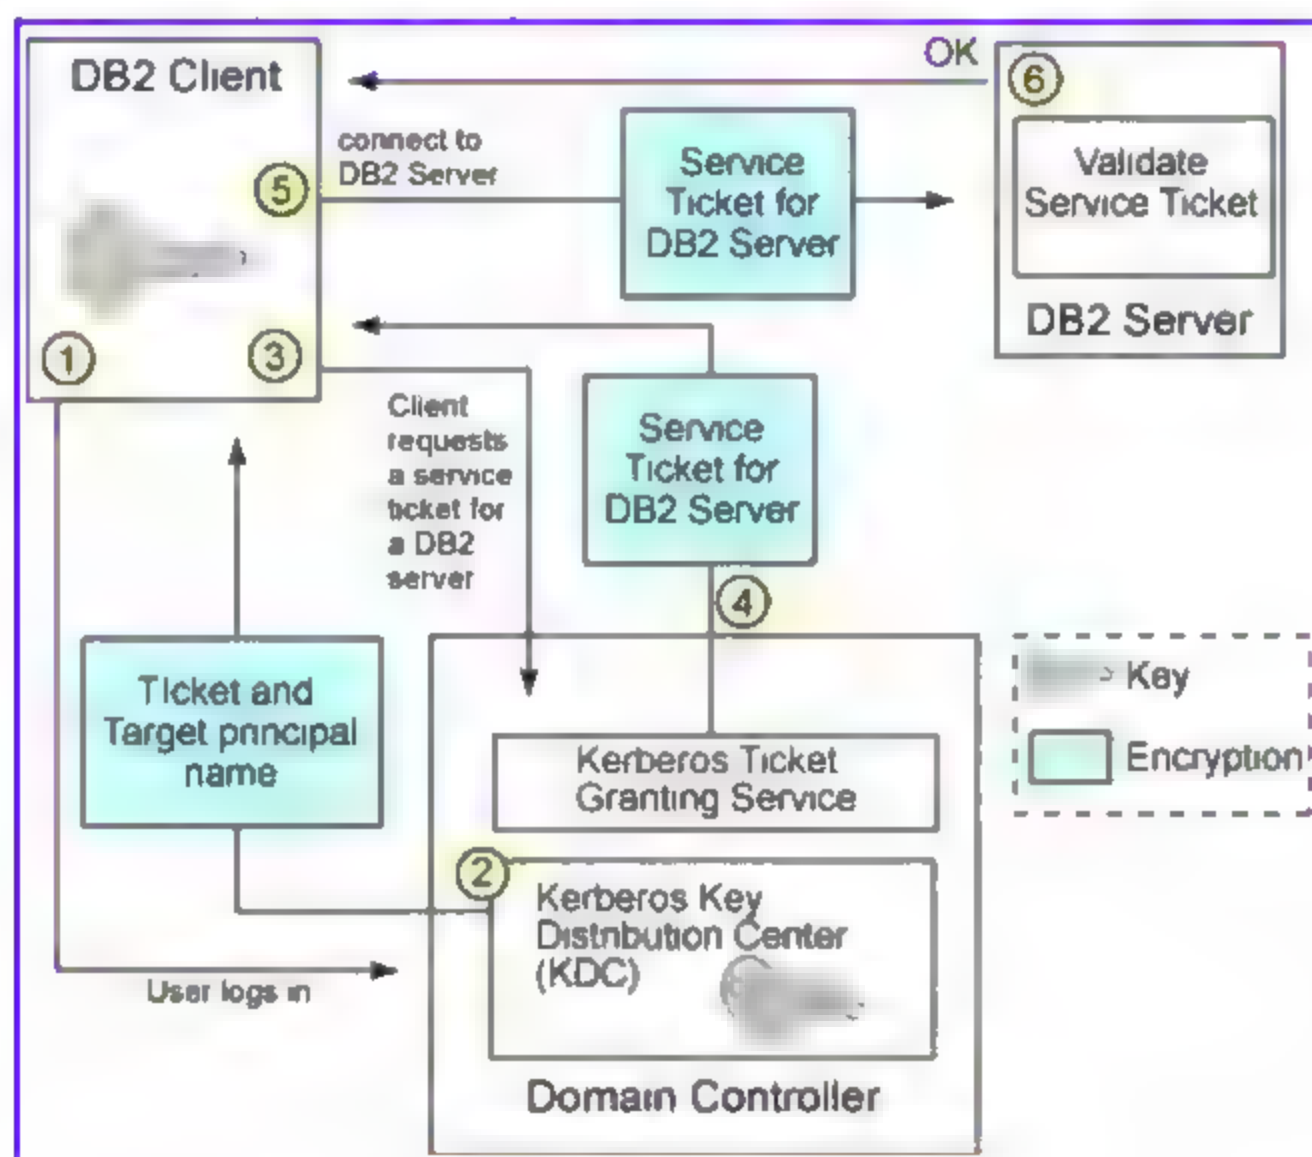 DB2 Client
OK
6
connect to
DB2 Server
5
Service
Ticket for
DB2 Server
Validate
Service Ticket
DB2 Server
1
3
Client
requests
a service
ticket for
a DB2
server
Service
Ticket for
DB2 Server
4
Ticket and
Target principal
name
Key
Encryption
Kerberos Ticket
Granting Service
2
Kerberos Key
Distribution Center
(KDC)
User logs in
Domain Controller